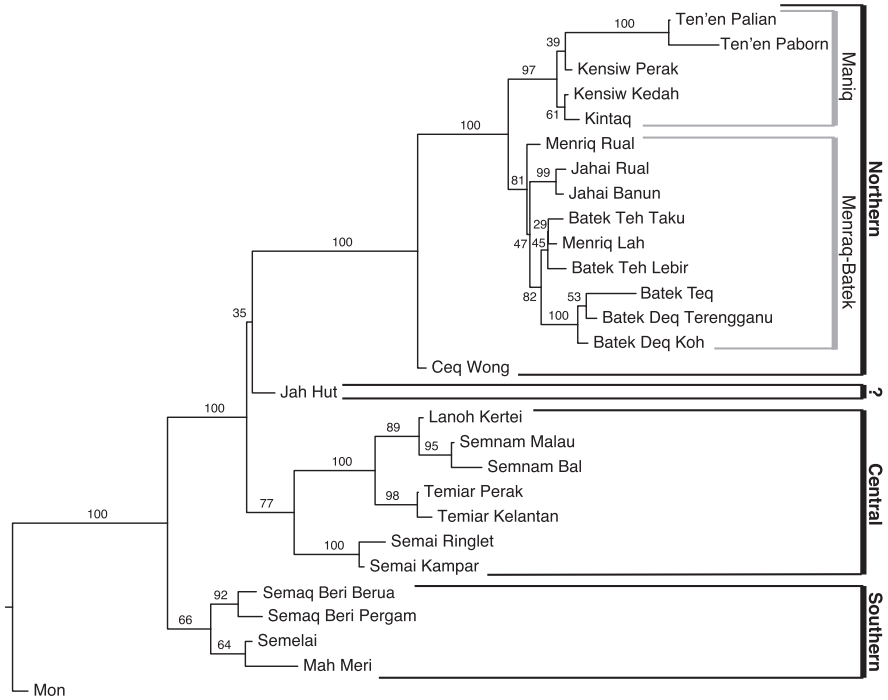 Ten'en Palian
100
Ten'en Paborn
39
Kensiw Perak
97
Kensiw Kedah
61
Kintaq
Maniq
100
Menriq Rual
81
99
Jahai Rual
Jahai Banun
Batek Teh Taku
29
47
45
Menriq Lah
Batek Teh Lebir
82
53
Batek Teq
100
Batek Deq Terengganu
Batek Deq Koh
Menraq-Batek
Northern
100
Ceq Wong
35
Jah Hut
?
100
Lanoh Kertei
89
95
Semnam Malau
Semnam Bal
100
Temiar Perak
98
Temiar Kelantan
77
Semai Ringlet
100
Semai Kampar
Central
100
Semaq Beri Berua
92
Semaq Beri Pergam
66
Semelai
64
Mah Meri
Southern
Mon